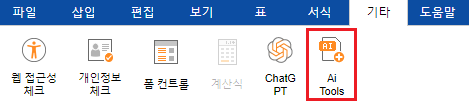 파일 삽입 편집 보기 표 서식 기타 도움말
AI
웹 접근성 체크
개인정보 체크
폼 컨트롤
계산식
ChatG
PT
Ai
Tools